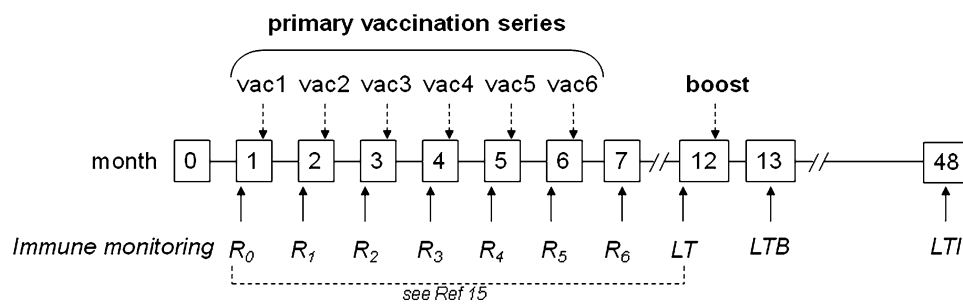 primary vaccination series
vac1 vac2 vac3 vac4 vac5 vac6 boost
month 0 1 2 3 4 5 6 7 12 13 48
Immune monitoring R0 R1 R2 R3 R4 R5 R6 LT LTB LTI
see Ref 15